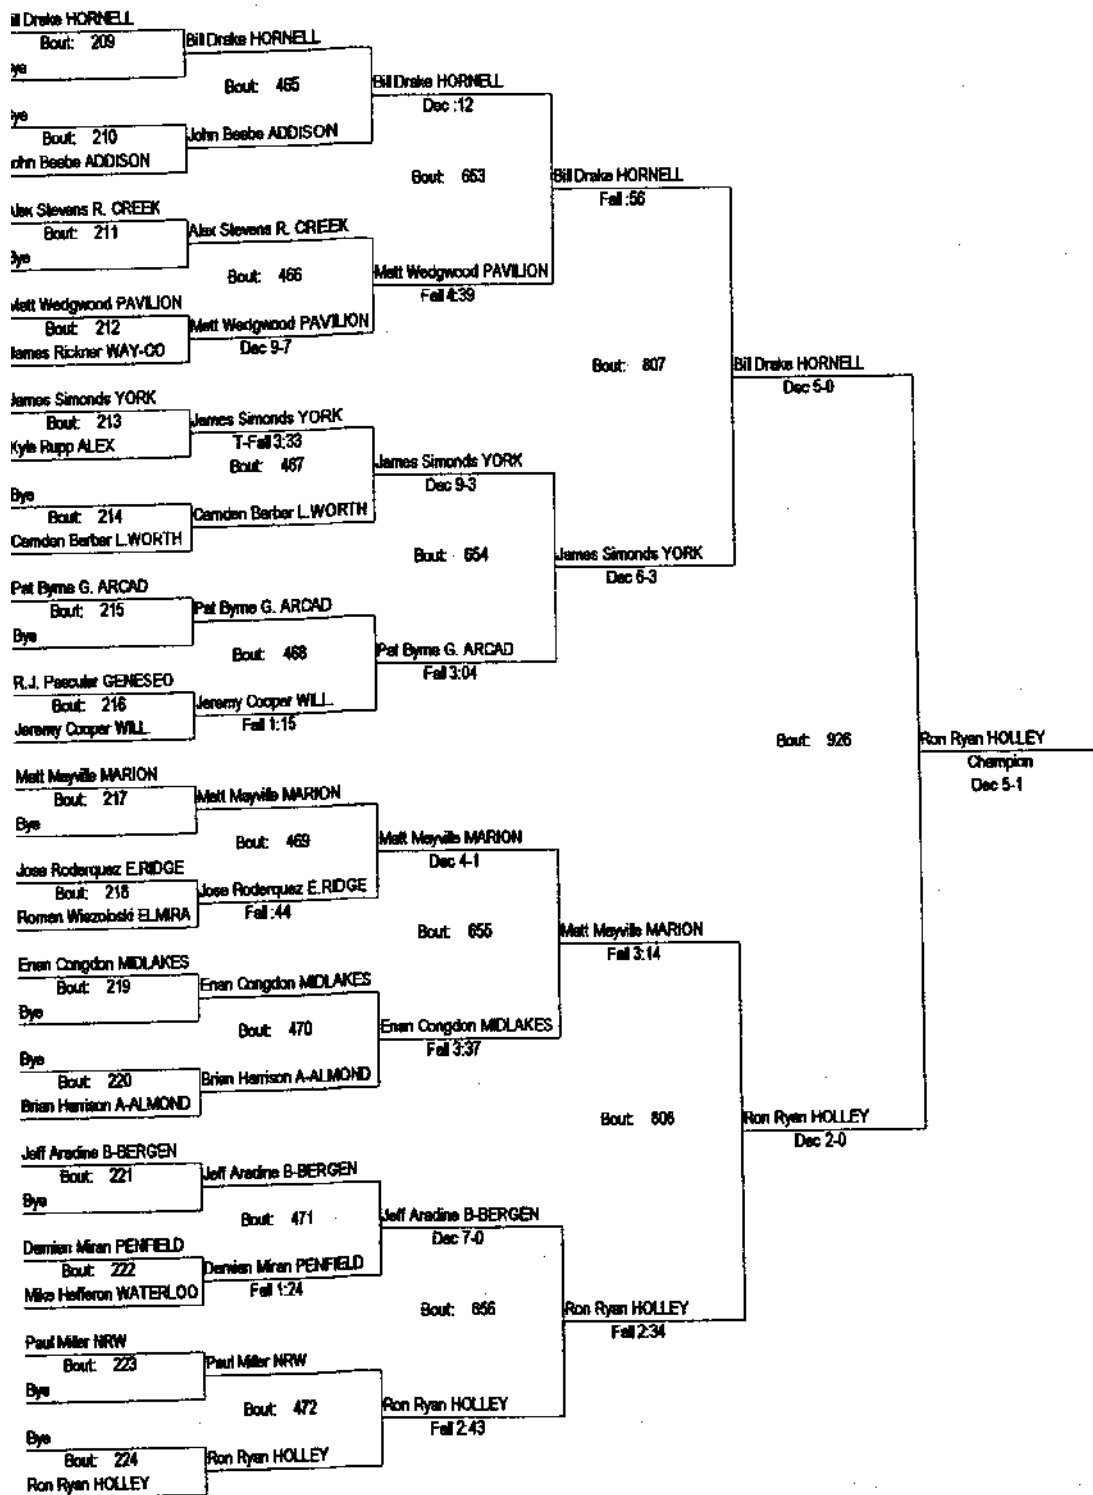 ill Drake HORNELL
Bout: 209
Bill Drake HORNELL
Bye
Bout: 465
Bill Drake HORNELL
Dec :12
Bye
Bout: 210
John Beebe ADDISON
ohn Beebe ADDISON
Bout: 653
Bill Drake HORNELL
Fall :56
Alex Stevens R. CREEK
Bout: 211
Alex Stevens R. CREEK
Bye
Bout: 466
Matt Wedgwood PAVILION
Fall 4:39
Matt Wedgwood PAVILION
Bout: 212
Matt Wedgwood PAVILION
Dec 9-7
James Rickner WAY-CO
Bout: 807
Bill Drake HORNELL
Dec 5-0
James Simonds YORK
Bout: 213
James Simonds YORK
T-Fall 3:33
Kyle Rupp ALEX
Bout: 467
James Simonds YORK
Dec 9-3
Bye
Bout: 214
Camden Barber L.WORTH
Camden Barber L.WORTH
Bout: 654
James Simonds YORK
Dec 6-3
Pat Byrne G. ARCAD
Bout: 215
Pat Byrne G. ARCAD
Bye
Bout: 468
Pat Byrne G. ARCAD
Fall 3:04
R.J. Pascular GENESEO
Bout: 216
Jeremy Cooper WILL.
Fall 1:15
Jeremy Cooper WILL.
Bout: 926
Ron Ryan HOLLEY
Champion
Dec 5-1
Matt Mayville MARION
Bout: 217
Matt Mayville MARION
Bye
Bout: 469
Matt Mayville MARION
Dec 4-1
Jose Roderquez E.RIDGE
Bout: 218
Jose Roderquez E.RIDGE
Fall :44
Roman Wiezoloski ELMIRA
Bout: 655
Matt Mayville MARION
Fall 3:14
Enan Congdon MIDLAKES
Bout: 219
Enan Congdon MIDLAKES
Bye
Bout: 470
Enan Congdon MIDLAKES
Fall 3:37
Bye
Bout: 220
Brian Harrison A-ALMOND
Brian Harrison A-ALMOND
Bout: 808
Ron Ryan HOLLEY
Dec 2-0
Jeff Aradine B-BERGEN
Bout: 221
Jeff Aradine B-BERGEN
Bye
Bout: 471
Jeff Aradine B-BERGEN
Dec 7-0
Demien Miran PENFIELD
Bout: 222
Demien Miran PENFIELD
Fall 1:24
Mike Hefferon WATERLOO
Bout: 656
Ron Ryan HOLLEY
Fall 2:34
Paul Miller NRW
Bout: 223
Paul Miller NRW
Bye
Bout: 472
Ron Ryan HOLLEY
Fall 2:43
Bye
Bout: 224
Ron Ryan HOLLEY
Ron Ryan HOLLEY